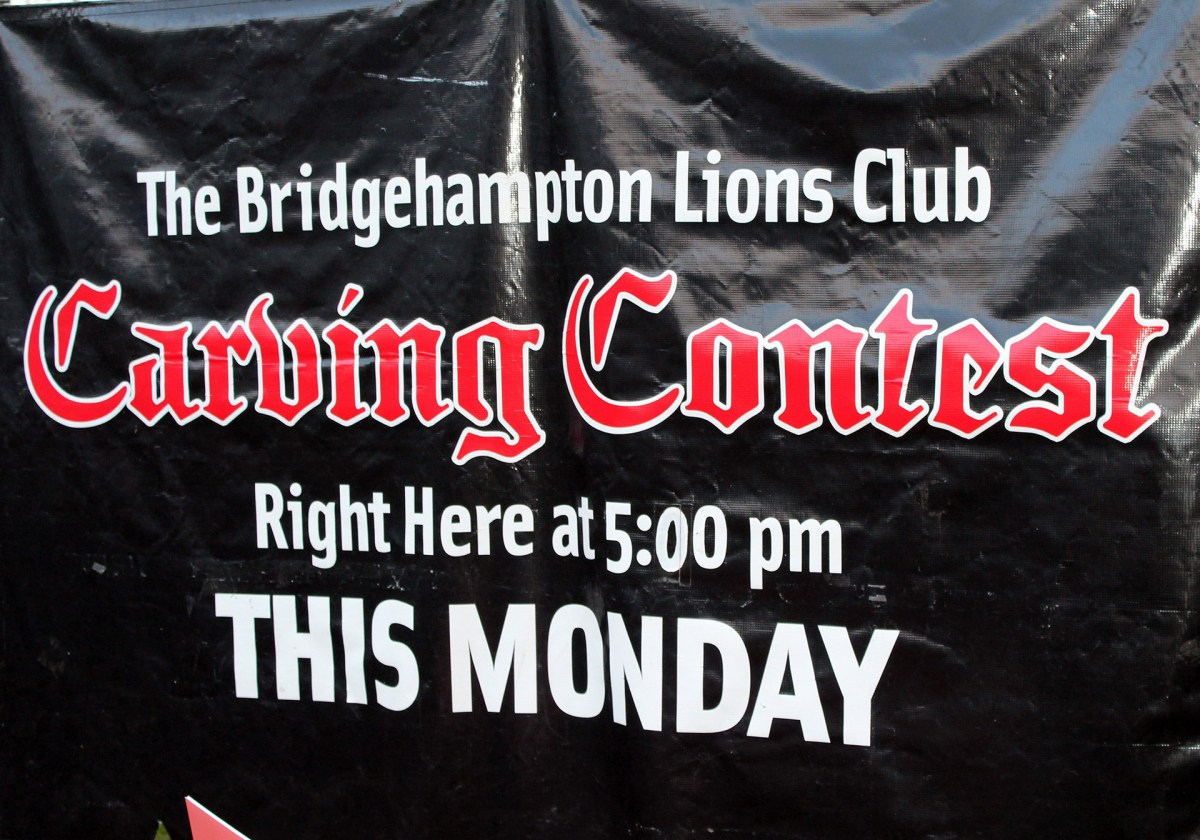 The Bridgehampton Lions Club
Carving Contest
Right Here at 5:00 pm
THIS MONDAY